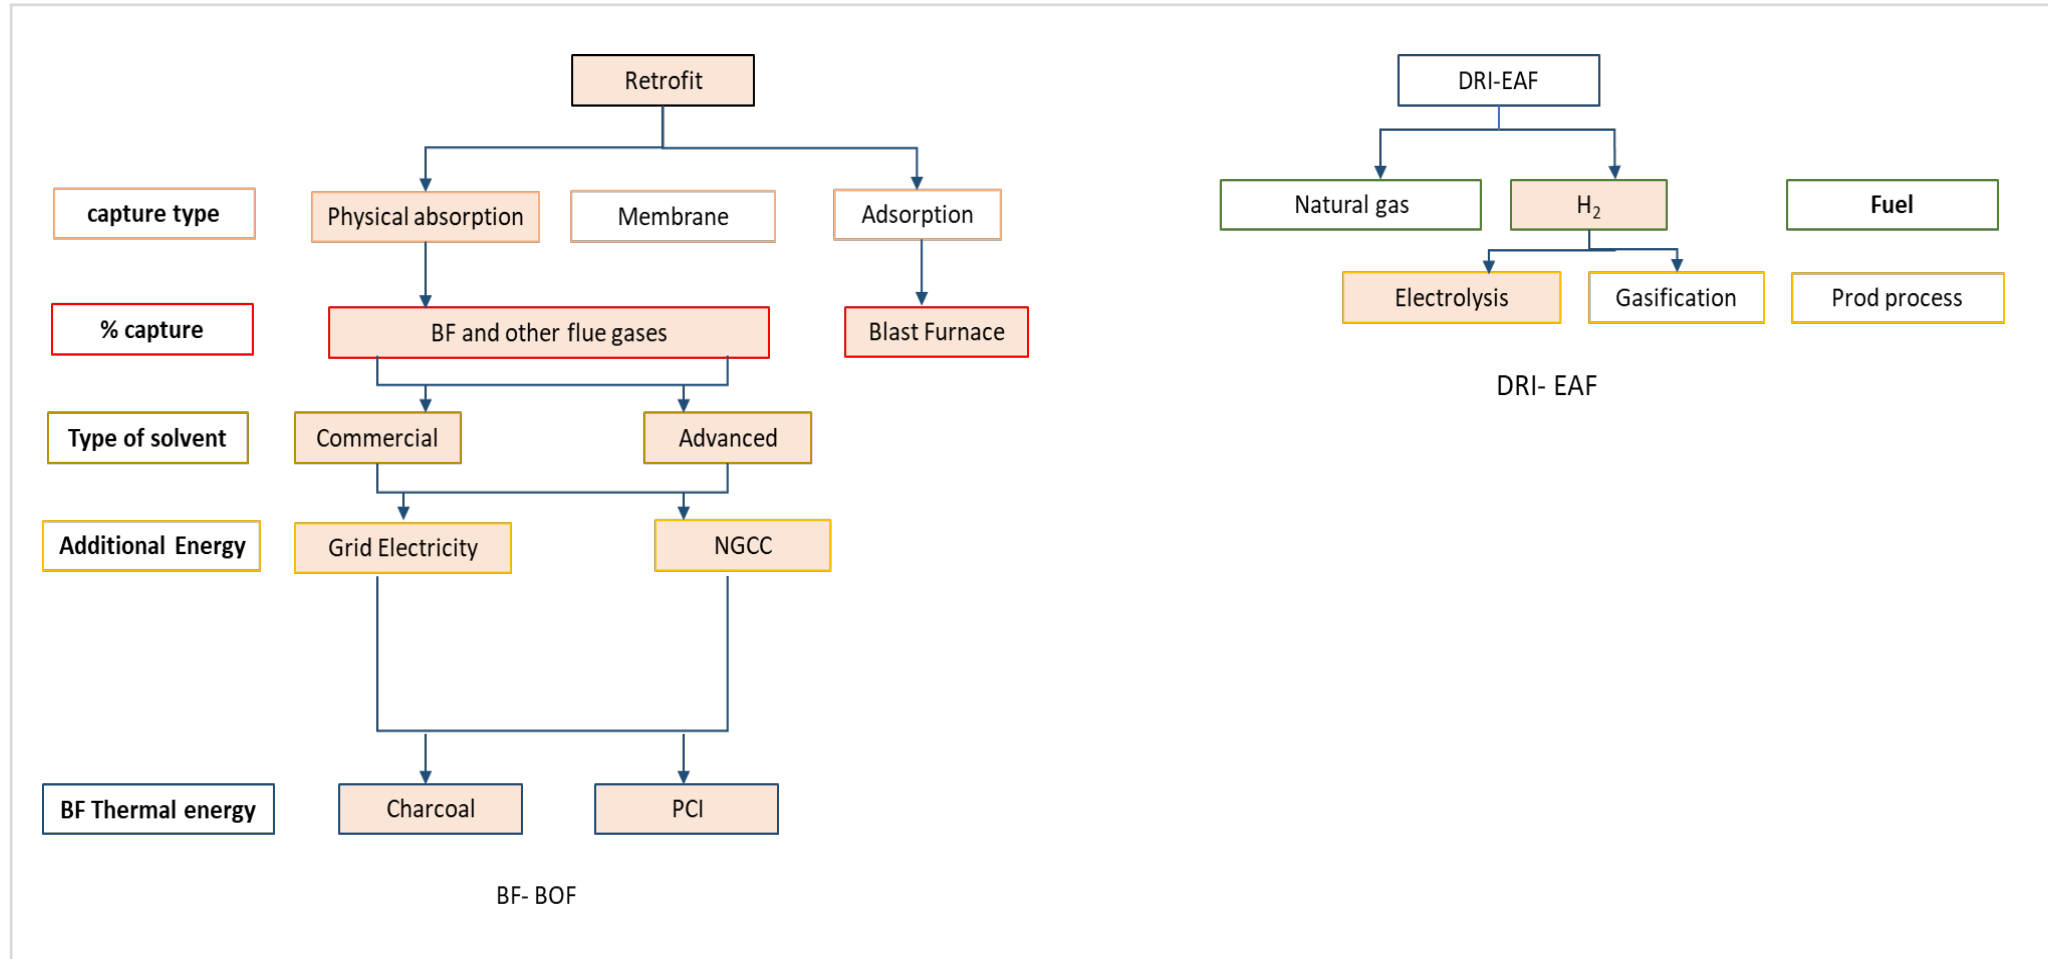 Retrofit
capture type
Physical absorption
Membrane
Adsorption
% capture
BF and other flue gases
Blast Furnace
Type of solvent
Commercial
Advanced
Additional Energy
Grid Electricity
NGCC
BF Thermal energy
Charcoal
PCI
BF- BOF
DRI-EAF
Natural gas
H₂
Fuel
Electrolysis
Gasification
Prod process
DRI- EAF